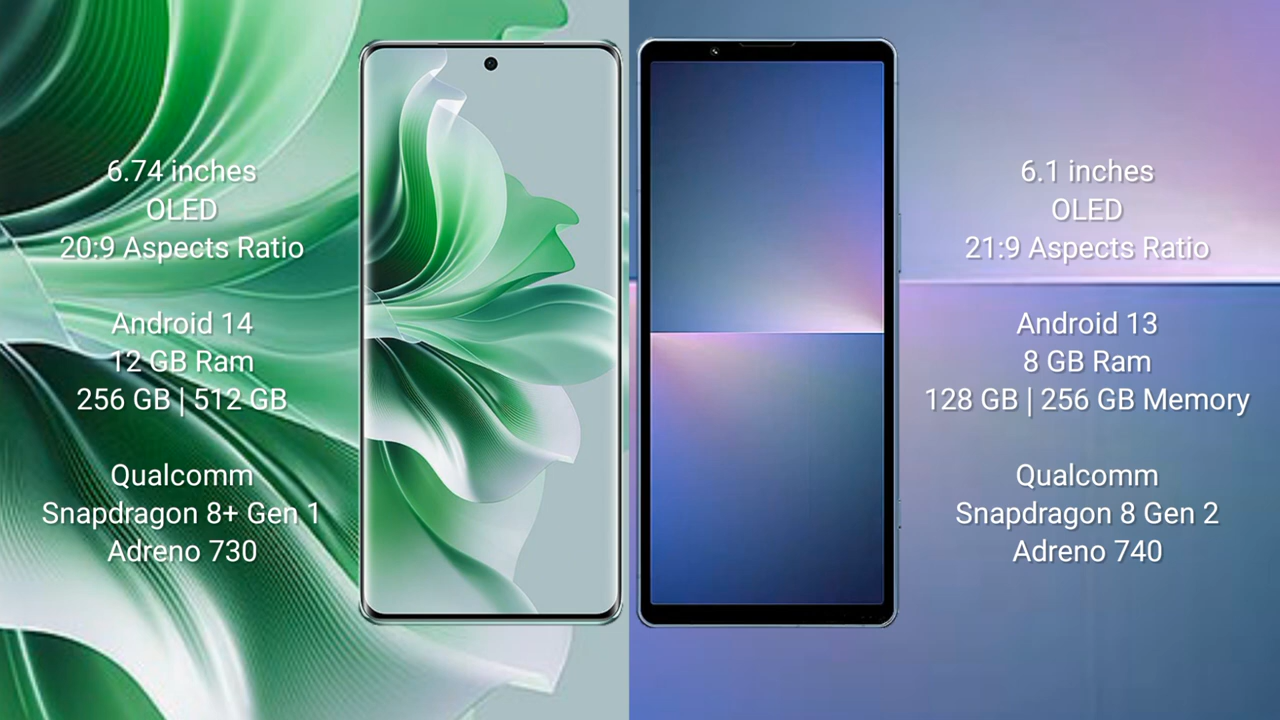 6.74 inches
OLED
20:9 Aspects Ratio
Android 14
12 GB Ram
256 GB | 512 GB
Qualcomm
Snapdragon 8+ Gen 1
Adreno 730
6.1 inches
OLED
21:9 Aspects Ratio
Android 13
8 GB Ram
128 GB | 256 GB Memory
Qualcomm
Snapdragon 8 Gen 2
Adreno 740